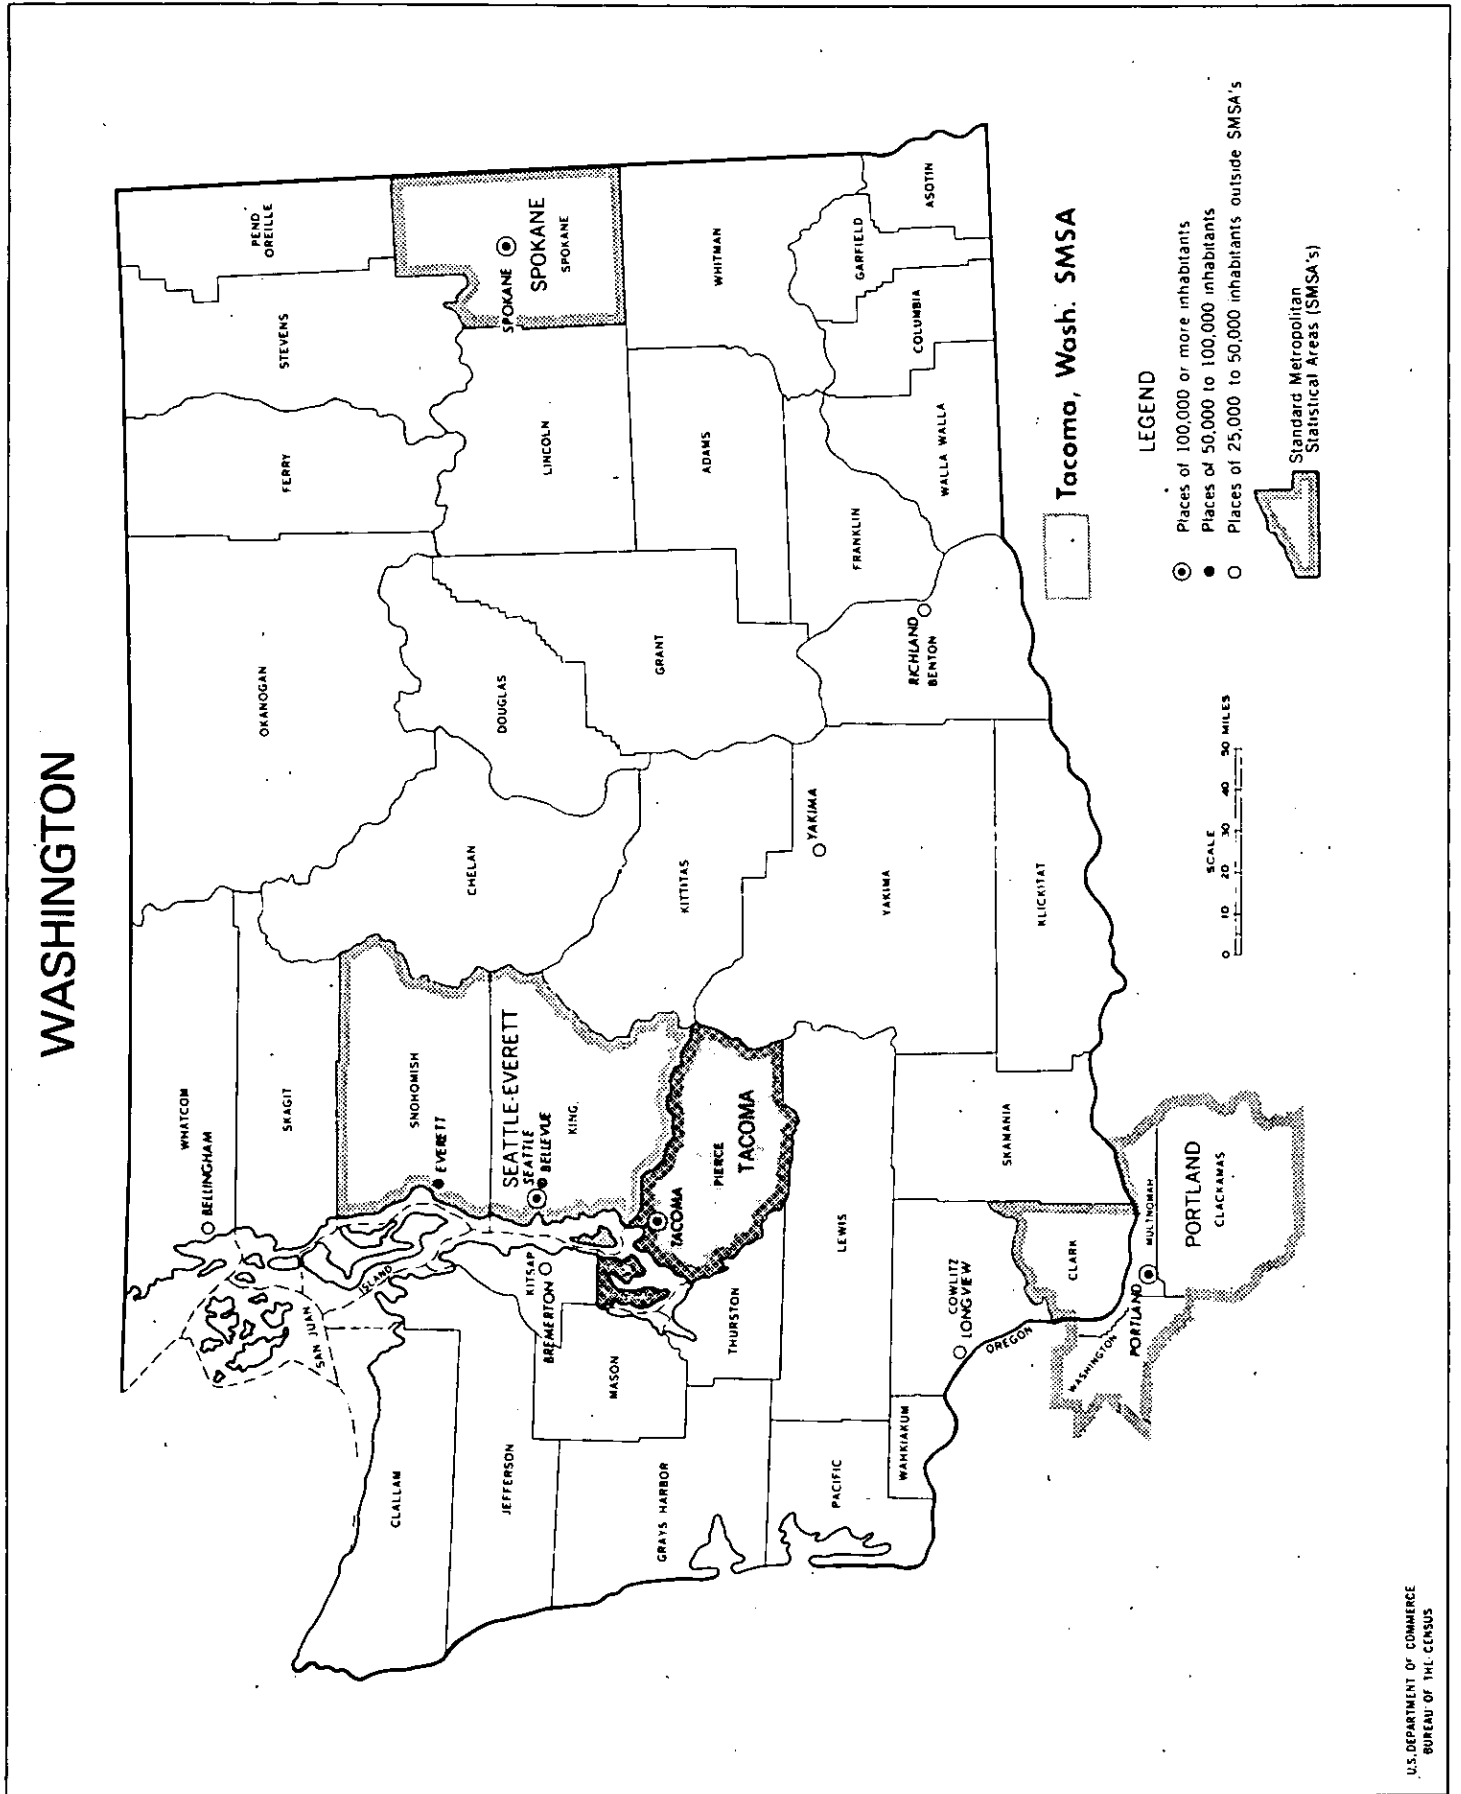 WASHINGTON
WHATCOM
BELLINGHAM
SAN JUAN
ISLAND
SKAGIT
OKANOGAN
FERRY
STEVENS
PEND
OREILLE
CLALLAM
SNOHOMISH
EVERETT
CHELAN
DOUGLAS
LINCOLN
SPOKANE
SPOKANE
SPOKANE
JEFFERSON
KITSAP
BREMERTON
SEATTLE-EVERETT
SEATTLE
BELLEVUE
KING
MASON
GRAYS HARBOR
KITTITAS
GRANT
ADAMS
WHITMAN
TACOMA
PIERCE
TACOMA
THURSTON
PACIFIC
LEWIS
YAKIMA
YAKIMA
FRANKLIN
GARFIELD
COLUMBIA
ASOTIN
WALLA WALLA
RICHLAND
BENTON
WAHKIAKUM
COWLITZ
LONGVIEW
SKAMANIA
KLICKITAT
CLARK
OREGON
WASHINGTON
PORTLAND
MULTNOMAH
PORTLAND
CLACKAMAS
Tacoma, Wash. SMSA
LEGEND
Places of 100,000 or more inhabitants
Places of 50,000 to 100,000 inhabitants
Places of 25,000 to 50,000 inhabitants outside SMSA's
Standard Metropolitan
Statistical Areas (SMSA's)
SCALE
0 10 20 30 40 50 MILES
U.S. DEPARTMENT OF COMMERCE
BUREAU OF THE CENSUS